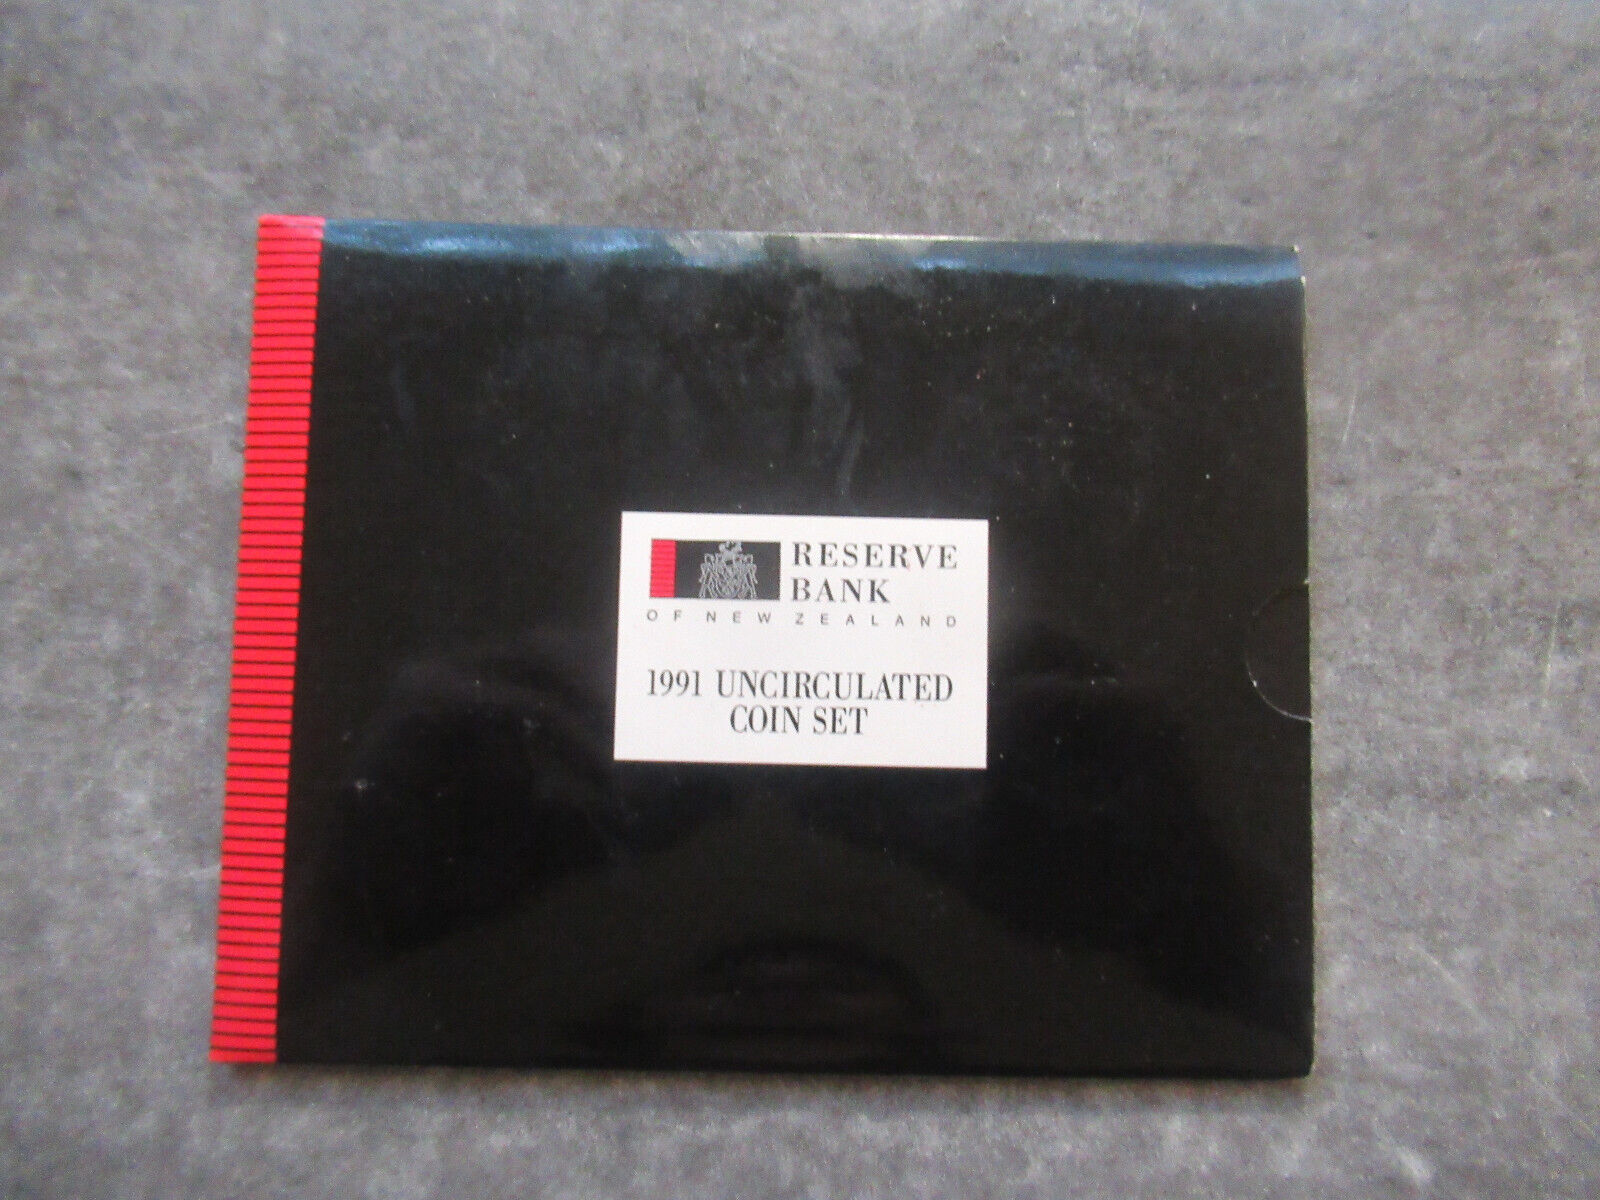 RESERVE
BANK
OF NEW ZEALAND
1991 UNCIRCULATED
COIN SET